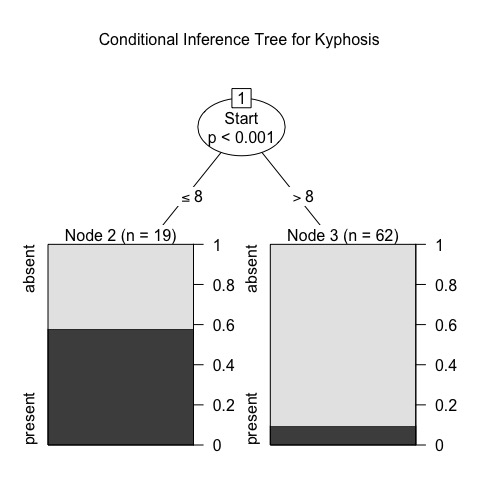 Conditional Inference Tree for Kyphosis
1
Start
p < 0.001
≤ 8
> 8
Node 2 (n = 19)
absent
present
1
0.8
0.6
0.4
0.2
0
Node 3 (n = 62)
absent
present
1
0.8
0.6
0.4
0.2
0